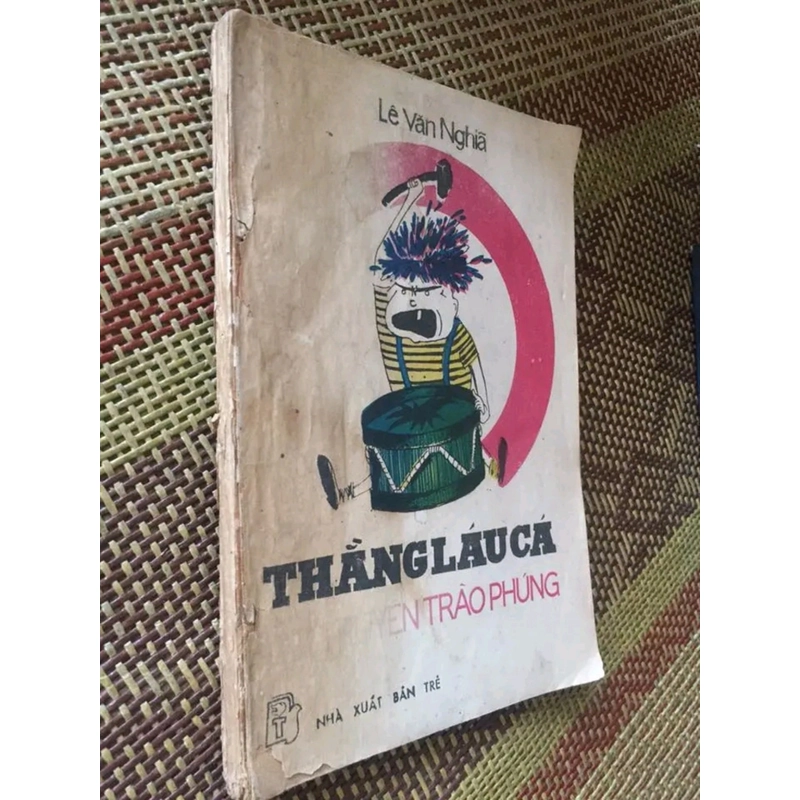 Lê Văn Nghĩa
THẰNG LÁU CÁ
TRÀO PHÚNG
NHÀ XUẤT BẢN TRẺ